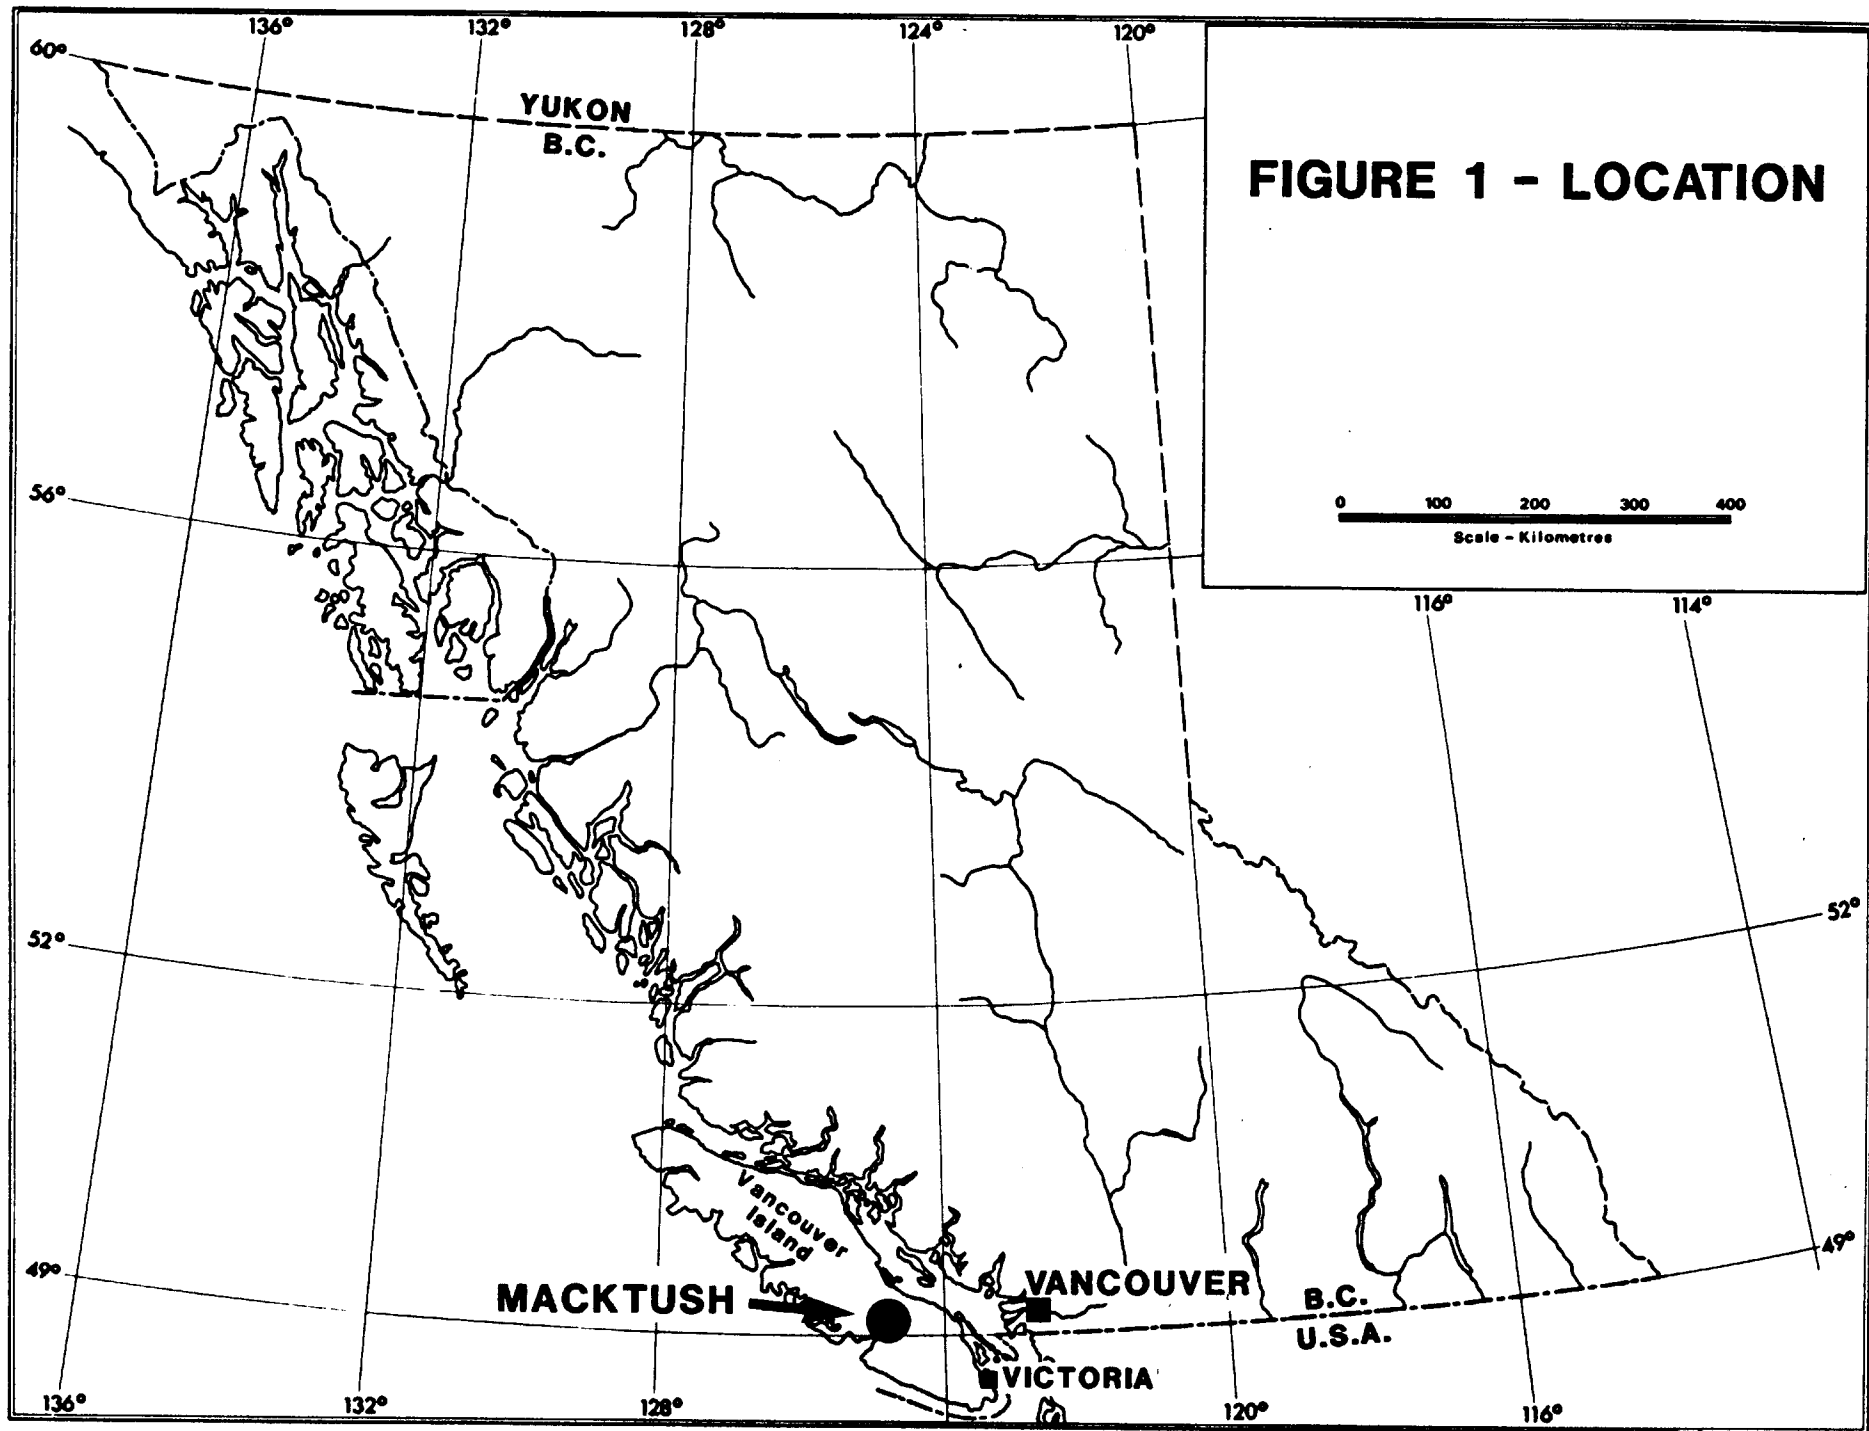 136°
132°
128°
124°
120°
60°
YUKON
B.C.
FIGURE 1 - LOCATION
0 100 200 300 400
Scale - Kilometres
56°
116°
114°
52°
52°
Vancouver
Island
49°
49°
MACKTUSH
VANCOUVER
B.C.
U.S.A.
VICTORIA
136°
132°
128°
120°
116°